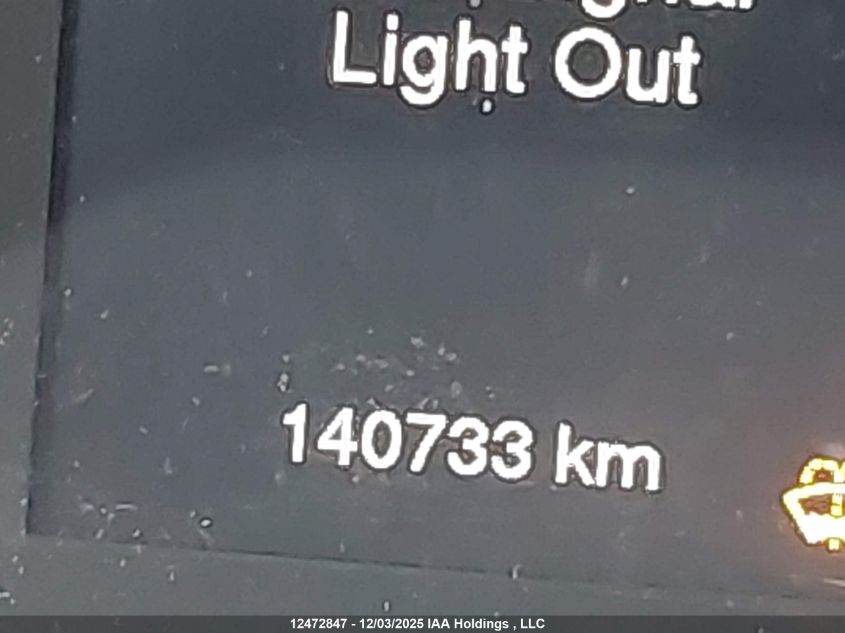 Light Out
140733 km
12472847 - 12/03/2025 IAA Holdings , LLC